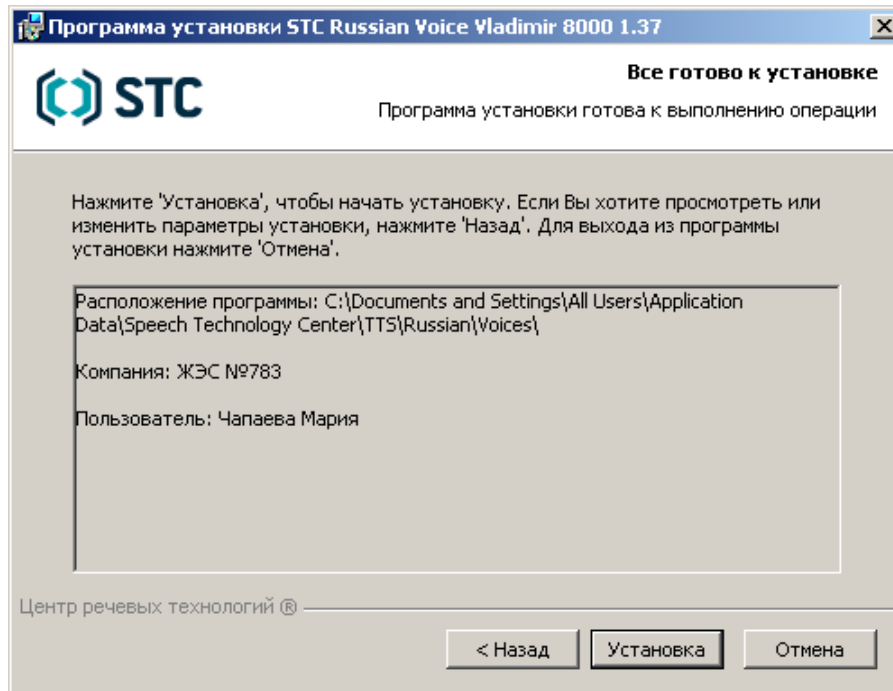 Программа установки STC Russian Voice Vladimir 8000 1.37
STC
Все готово к установке
Программа установки готова к выполнению операции
Нажмите 'Установка', чтобы начать установку. Если Вы хотите просмотреть или
изменить параметры установки, нажмите 'Назад'. Для выхода из программы
установки нажмите 'Отмена'.
Расположение программы: C:\Documents and Settings\All Users\Application
Data\Speech Technology Center\TTS\Russian\Voices\
Компания: ЖЭС №783
Пользователь: Чапаева Мария
Центр речевых технологий ®
< Назад
Установка
Отмена